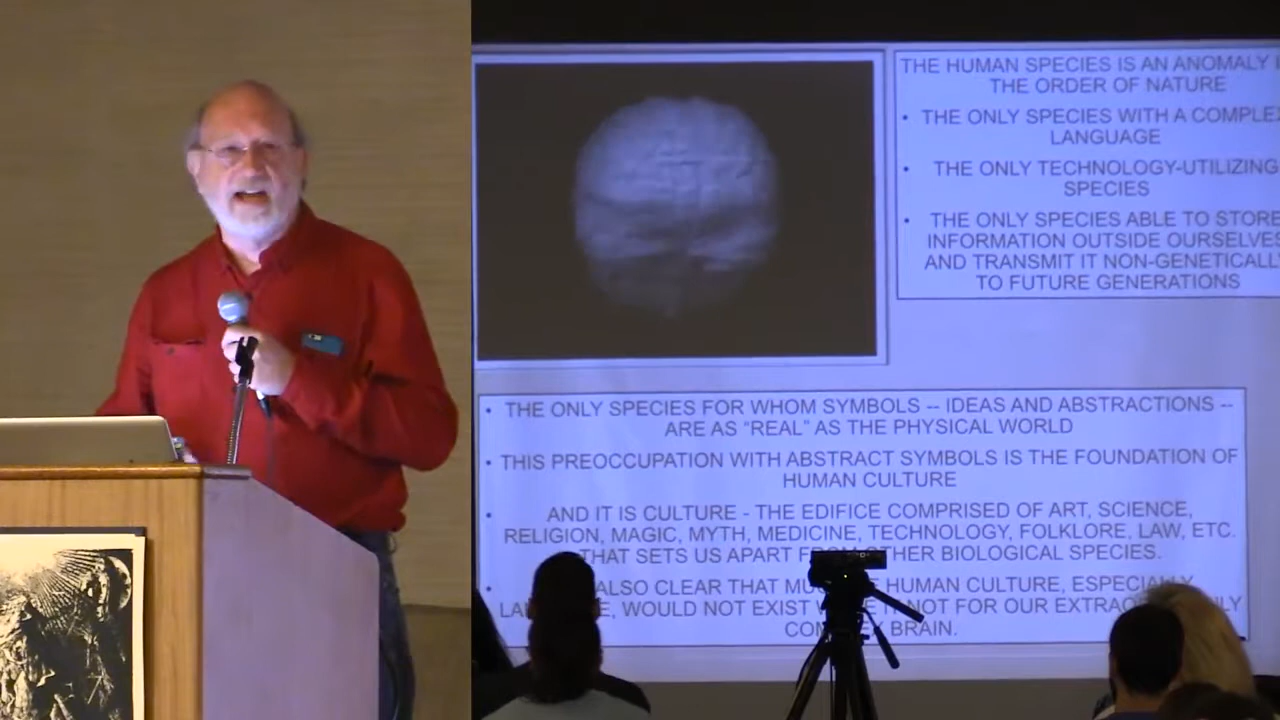 THE HUMAN SPECIES IS AN ANOMALY
THE ORDER OF NATURE
• THE ONLY SPECIES WITH A COMPLEX
LANGUAGE
• THE ONLY TECHNOLOGY-UTILIZING
SPECIES
• THE ONLY SPECIES ABLE TO STORE
INFORMATION OUTSIDE OURSELVES
AND TRANSMIT IT NON-GENETICALLY
TO FUTURE GENERATIONS
• THE ONLY SPECIES FOR WHOM SYMBOLS -- IDEAS AND ABSTRACTIONS --
ARE AS "REAL" AS THE PHYSICAL WORLD
• THIS PREOCCUPATION WITH ABSTRACT SYMBOLS IS THE FOUNDATION OF
HUMAN CULTURE
• AND IT IS CULTURE - THE EDIFICE COMPRISED OF ART, SCIENCE,
RELIGION, MAGIC, MYTH, MEDICINE, TECHNOLOGY, FOLKLORE, LAW, ETC.
THAT SETS US APART FROM OTHER BIOLOGICAL SPECIES.
• ALSO CLEAR THAT HUMAN CULTURE, ESPECIALLY
WOULD NOT EXIST NOT FOR OUR
BRAIN.